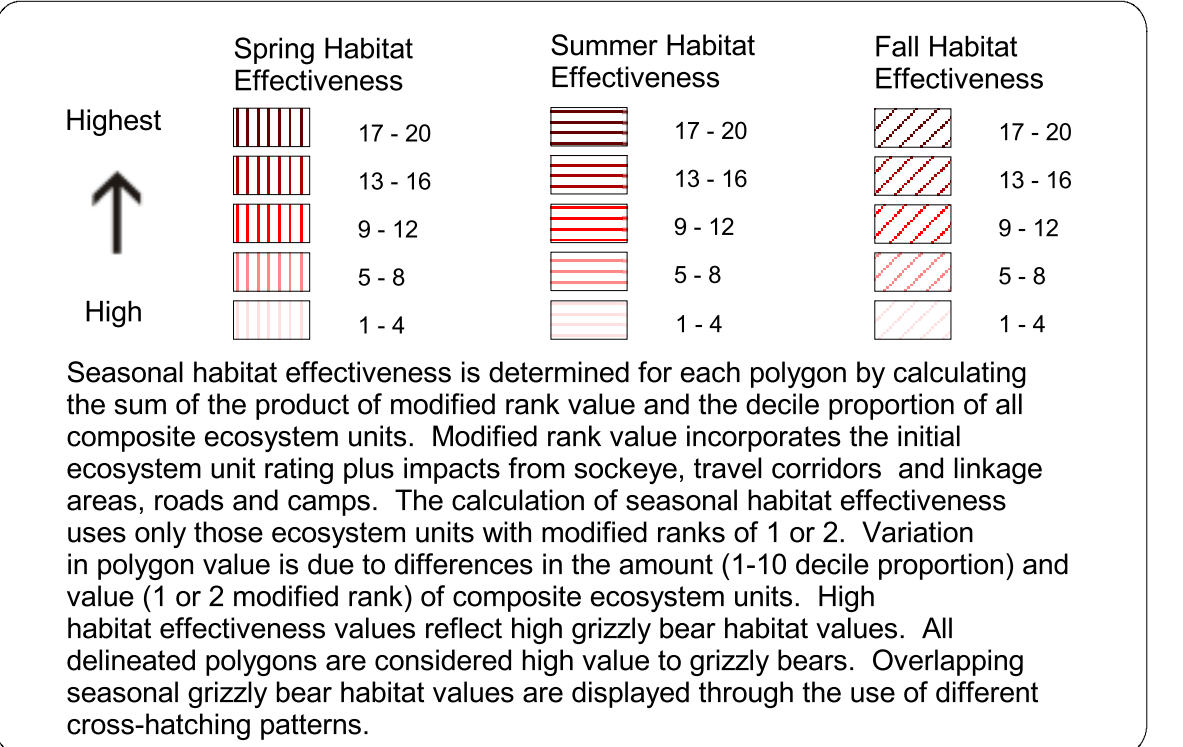 Spring Habitat Effectiveness
Summer Habitat Effectiveness
Fall Habitat Effectiveness
Highest
High
17 - 20
13 - 16
9 - 12
5 - 8
1 - 4
17 - 20
13 - 16
9 - 12
5 - 8
1 - 4
17 - 20
13 - 16
9 - 12
5 - 8
1 - 4
Seasonal habitat effectiveness is determined for each polygon by calculating
the sum of the product of modified rank value and the decile proportion of all
composite ecosystem units.  Modified rank value incorporates the initial
ecosystem unit rating plus impacts from sockeye, travel corridors  and linkage
areas, roads and camps.  The calculation of seasonal habitat effectiveness
uses only those ecosystem units with modified ranks of 1 or 2.  Variation
in polygon value is due to differences in the amount (1-10 decile proportion) and
value (1 or 2 modified rank) of composite ecosystem units.  High
habitat effectiveness values reflect high grizzly bear habitat values.  All
delineated polygons are considered high value to grizzly bears.  Overlapping
seasonal grizzly bear habitat values are displayed through the use of different
cross-hatching patterns.